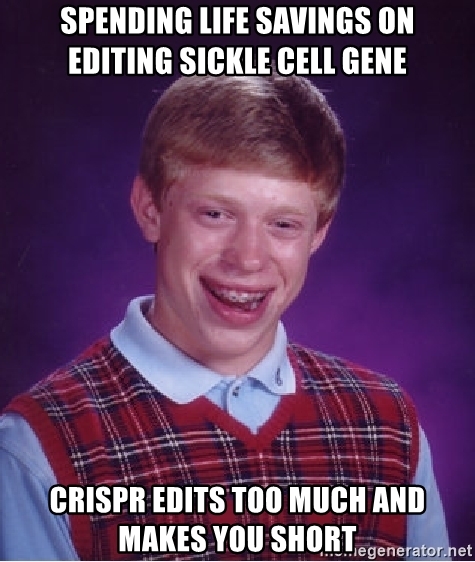 SPENDING LIFE SAVINGS ON
EDITING SICKLE CELL GENE
CRISPR EDITS TOO MUCH AND
MAKES YOU SHORT
memegenerator.net